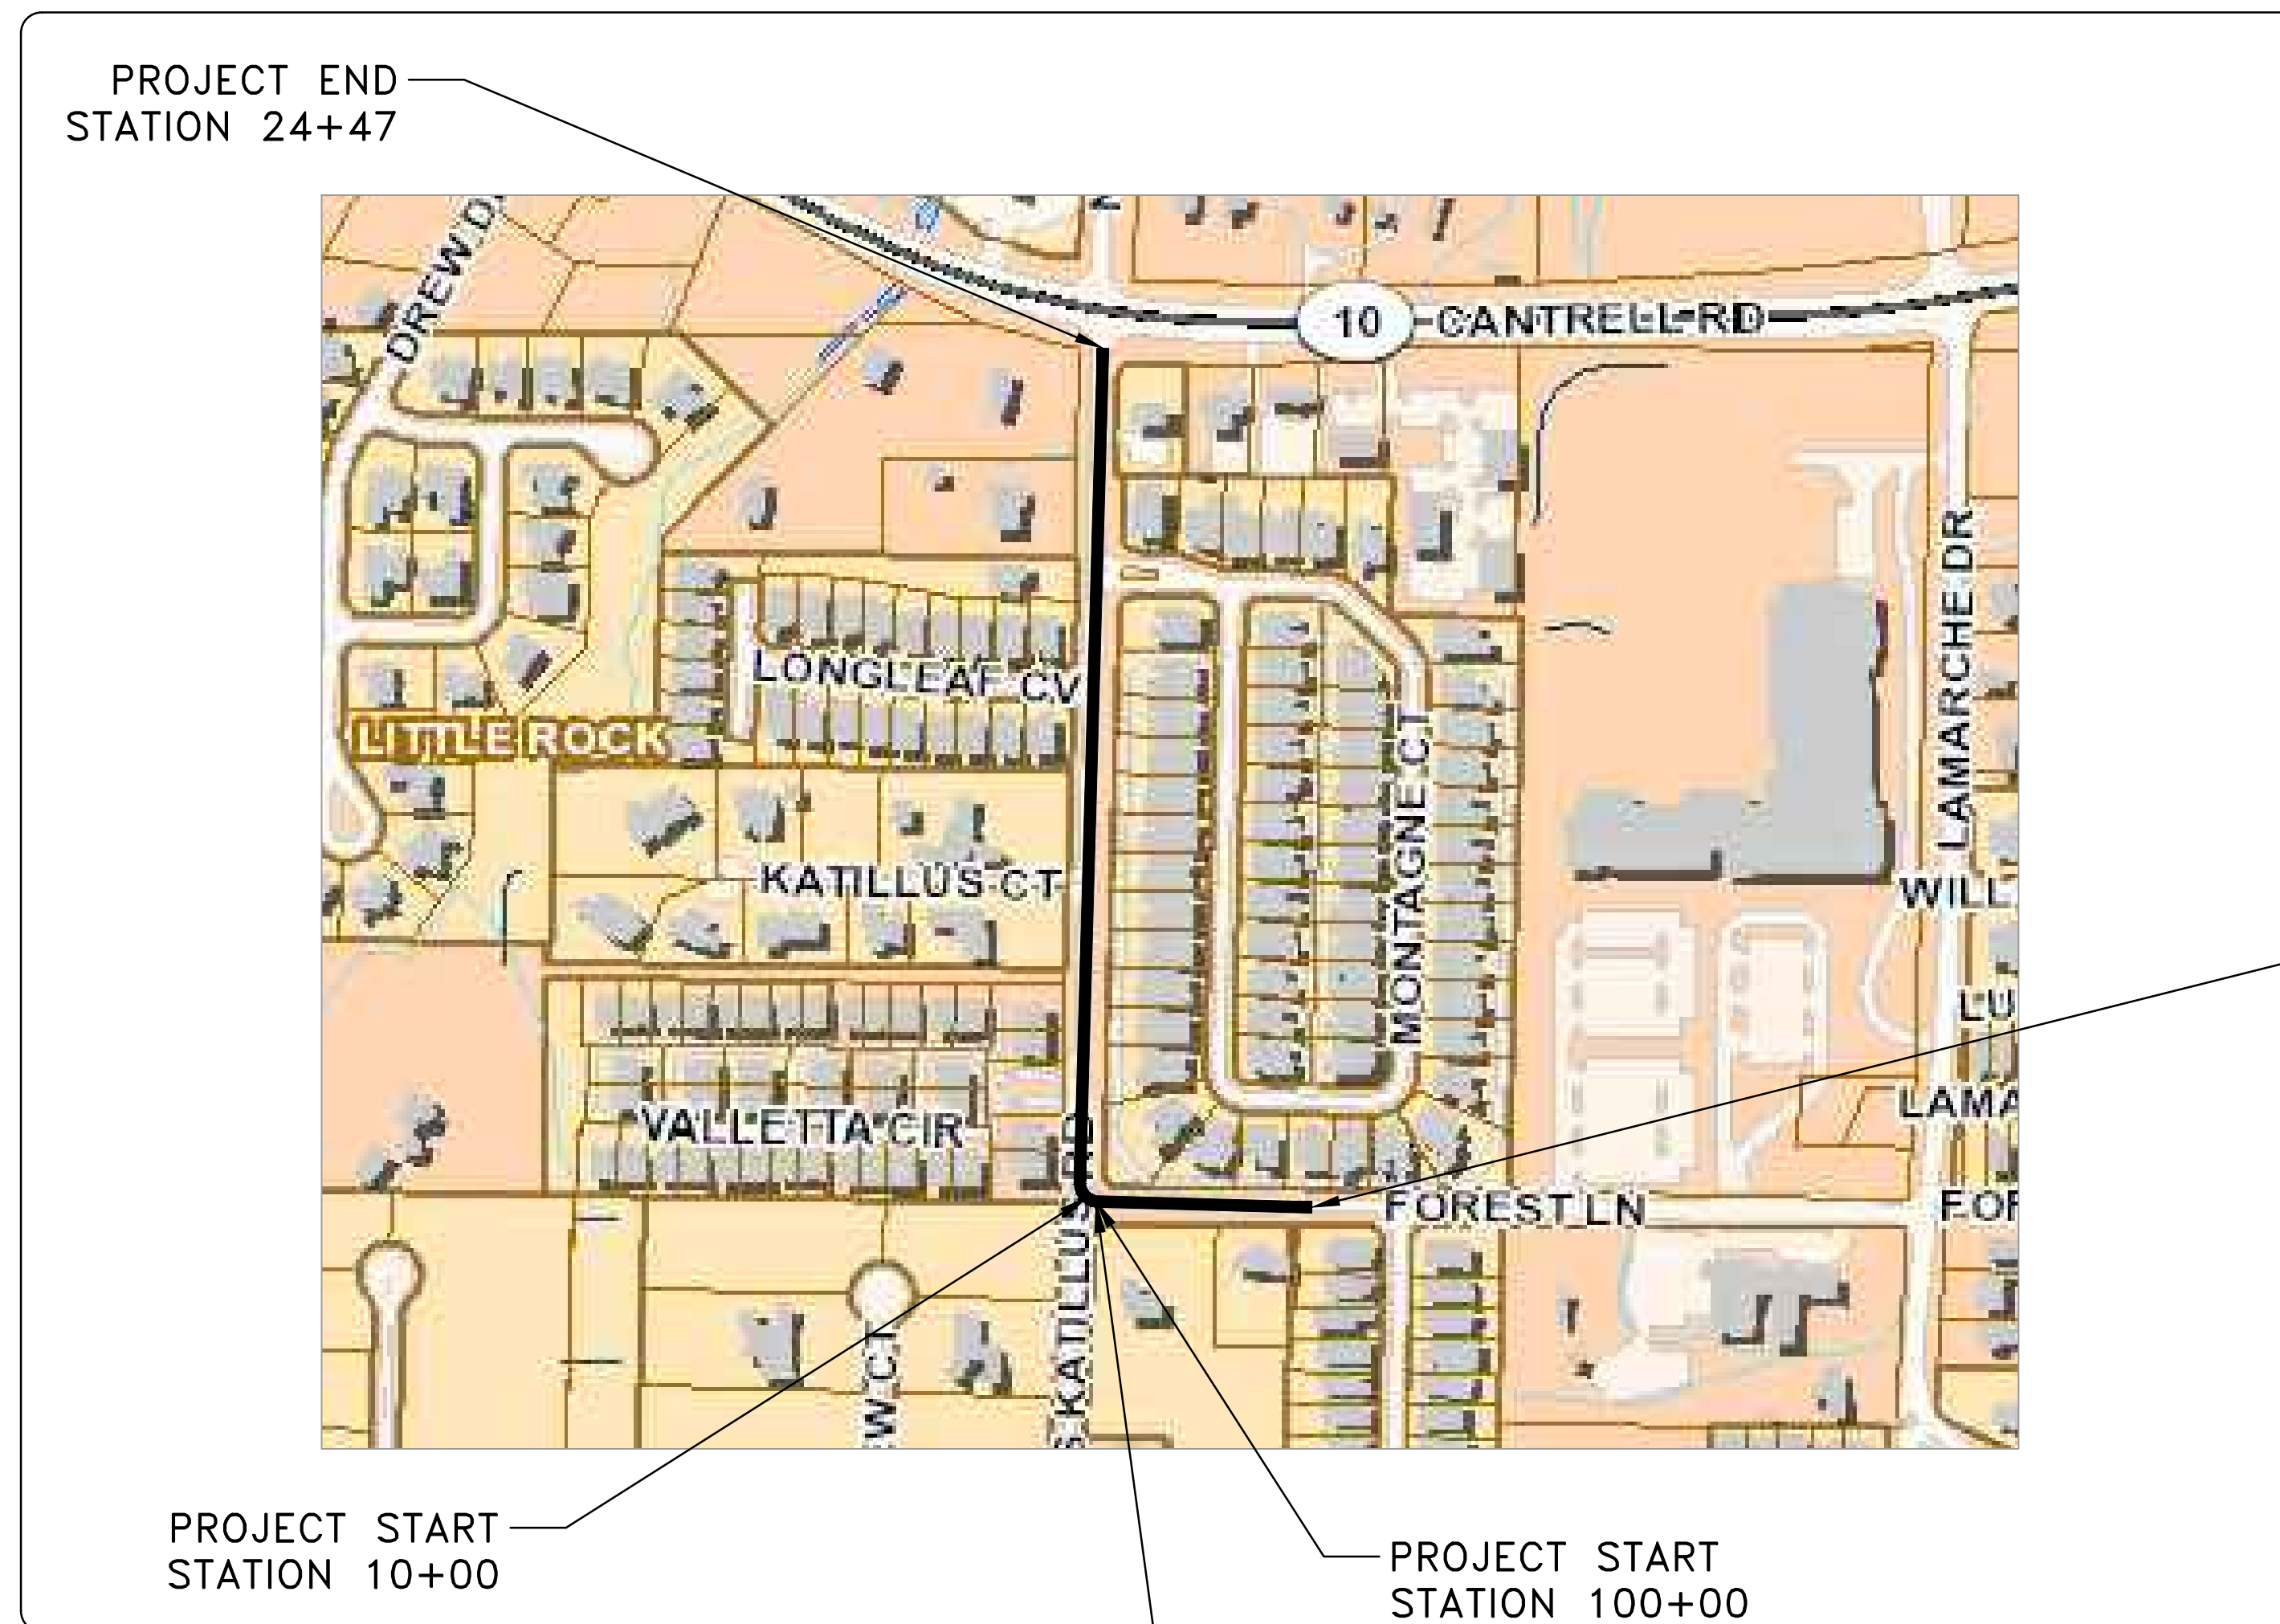 PROJECT END
STATION 24+47
DREW D
10
CANTRELL RD
LAMARCHE DR
LONGLEAF CV
LITTLE ROCK
MONTAGNE CT
KATILLUS CT
WILL
LU
LAMA
VALLETTA CIR
FOREST LN
FOR
S KATILLUS RD
W CT
PROJECT START
STATION 10+00
PROJECT START
STATION 100+00